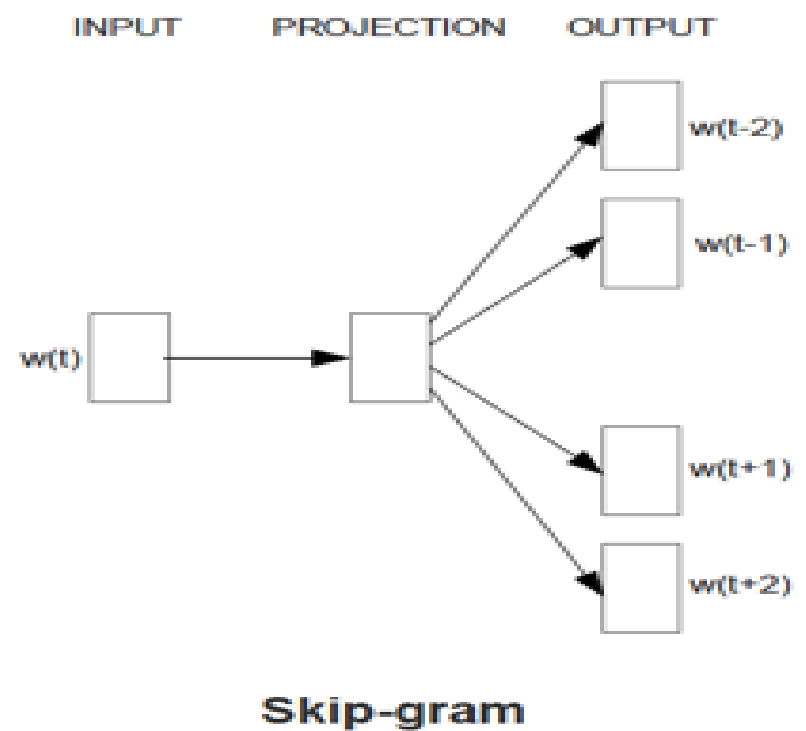 INPUT PROJECTION OUTPUT
w(t-2)
w(t-1)
w(t)
w(t+1)
w(t+2)
Skip-gram